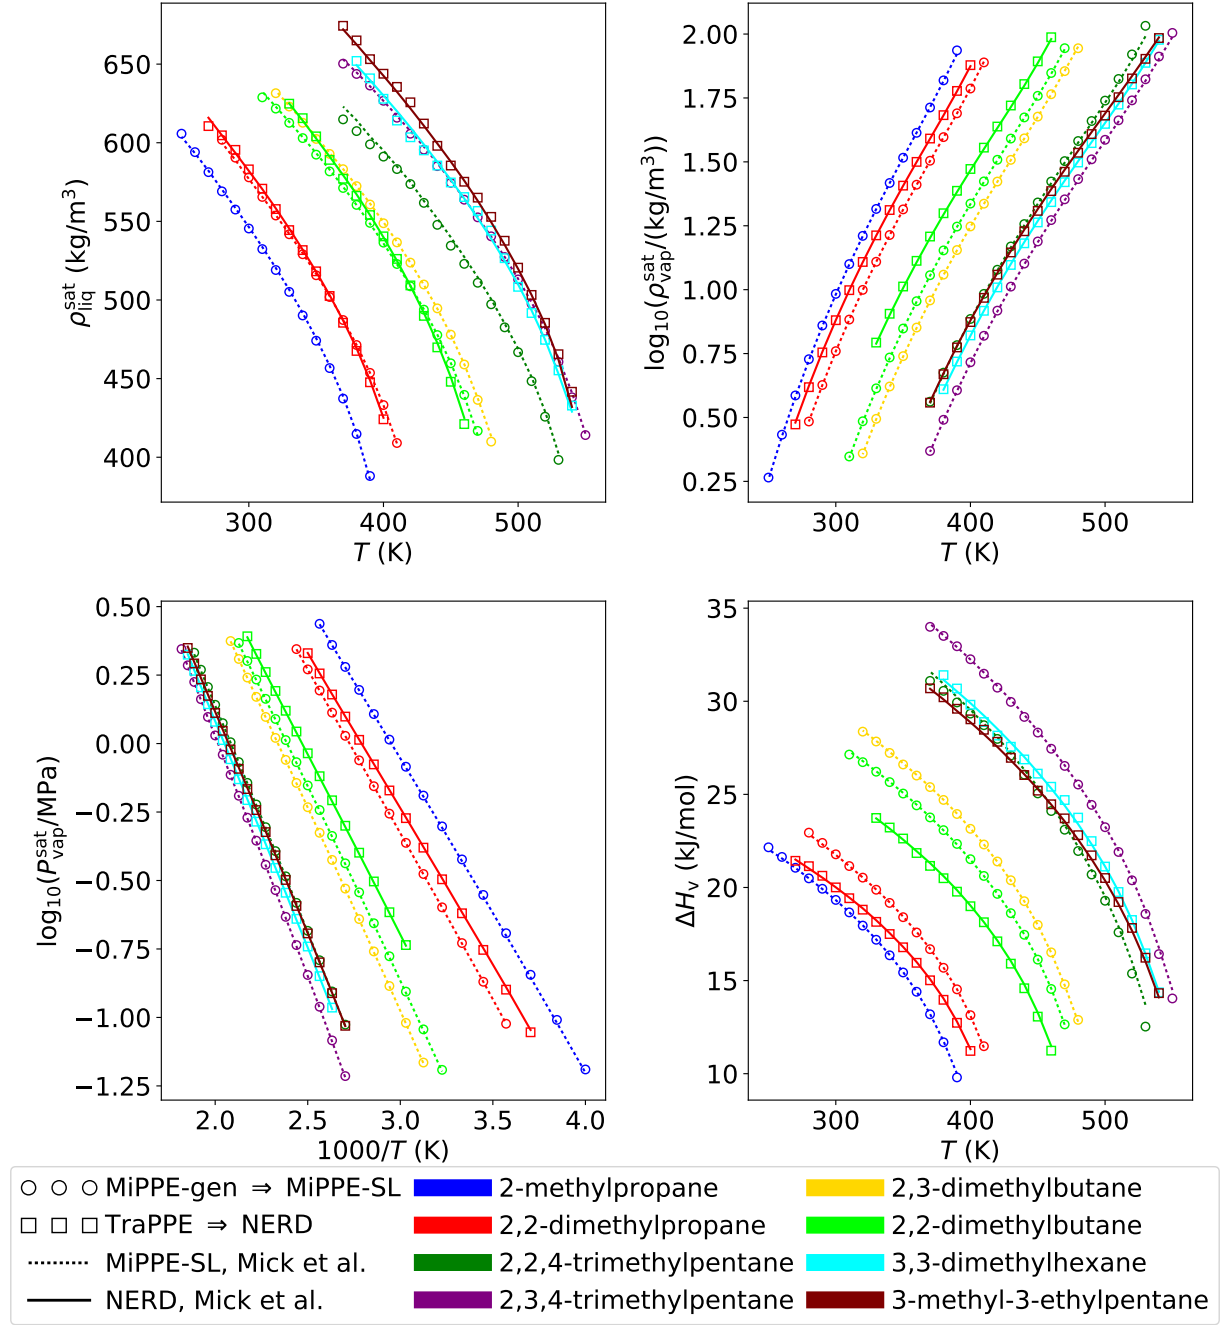 ρ_liq^sat (kg/m³)
650
600
550
500
450
400
300 400 500
T (K)
log₁₀(ρ_vap^sat/(kg/m³))
2.00
1.75
1.50
1.25
1.00
0.75
0.50
0.25
300 400 500
T (K)
log₁₀(P_vap^sat/MPa)
0.50
0.25
0.00
−0.25
−0.50
−0.75
−1.00
−1.25
2.0 2.5 3.0 3.5 4.0
1000/T (K)
ΔH_v (kJ/mol)
35
30
25
20
15
10
300 400 500
T (K)
MiPPE-gen ⇒ MiPPE-SL
TraPPE ⇒ NERD
MiPPE-SL, Mick et al.
NERD, Mick et al.
2-methylpropane
2,2-dimethylpropane
2,2,4-trimethylpentane
2,3,4-trimethylpentane
2,3-dimethylbutane
2,2-dimethylbutane
3,3-dimethylhexane
3-methyl-3-ethylpentane